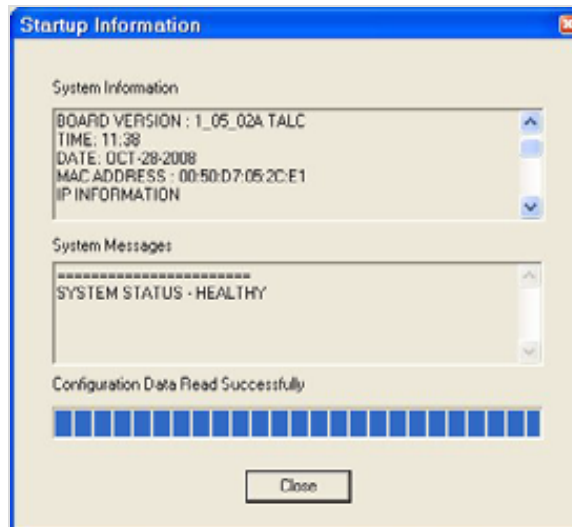 Startup Information
System Information
BOARD VERSION : 1_05_02A TALC
TIME: 11:38
DATE: OCT-28-2008
MAC ADDRESS : 00:50:D7:05:2C:E1
IP INFORMATION
System Messages
========================
SYSTEM STATUS - HEALTHY
Configuration Data Read Successfully
Close